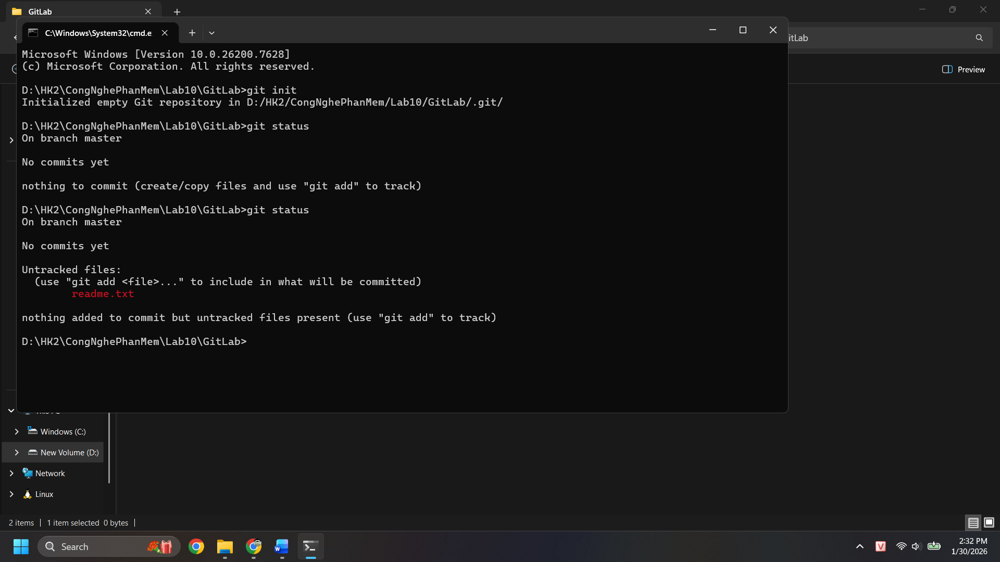 GitLab
C:\Windows\System32\cmd.e
itLab
Preview
Microsoft Windows [Version 10.0.26200.7628]
(c) Microsoft Corporation. All rights reserved.
D:\HK2\CongNghePhanMem\Lab10\GitLab>git init
Initialized empty Git repository in D:/HK2/CongNghePhanMem/Lab10/GitLab/.git/
D:\HK2\CongNghePhanMem\Lab10\GitLab>git status
On branch master
No commits yet
nothing to commit (create/copy files and use "git add" to track)
D:\HK2\CongNghePhanMem\Lab10\GitLab>git status
On branch master
No commits yet
Untracked files:
(use "git add <file>..." to include in what will be committed)
readme.txt
nothing added to commit but untracked files present (use "git add" to track)
D:\HK2\CongNghePhanMem\Lab10\GitLab>
Windows (C:)
New Volume (D:)
Network
Linux
2 items
1 item selected 0 bytes
Search
V
2:32 PM
1/30/2026